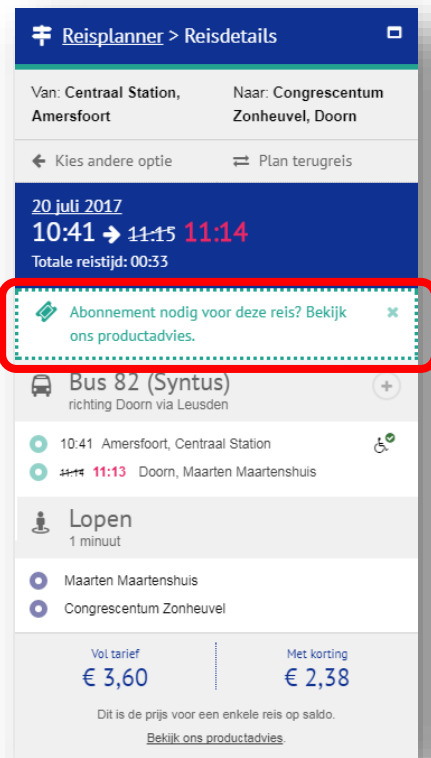 Reisplanner > Reisdetails
Van: Centraal Station, Amersfoort
Naar: Congrescentum Zonheuvel, Doorn
Kies andere optie
Plan terugreis
20 juli 2017
10:41 → 11:15 11:14
Totale reistijd: 00:33
Abonnement nodig voor deze reis? Bekijk
ons productadvies.
Bus 82 (Syntus)
richting Doorn via Leusden
10:41 Amersfoort, Centraal Station
11:14 11:13 Doorn, Maarten Maartenshuis
Lopen
1 minuut
Maarten Maartenshuis
Congrescentum Zonheuvel
Vol tarief
€ 3,60
Met korting
€ 2,38
Dit is de prijs voor een enkele reis op saldo.
Bekijk ons productadvies.